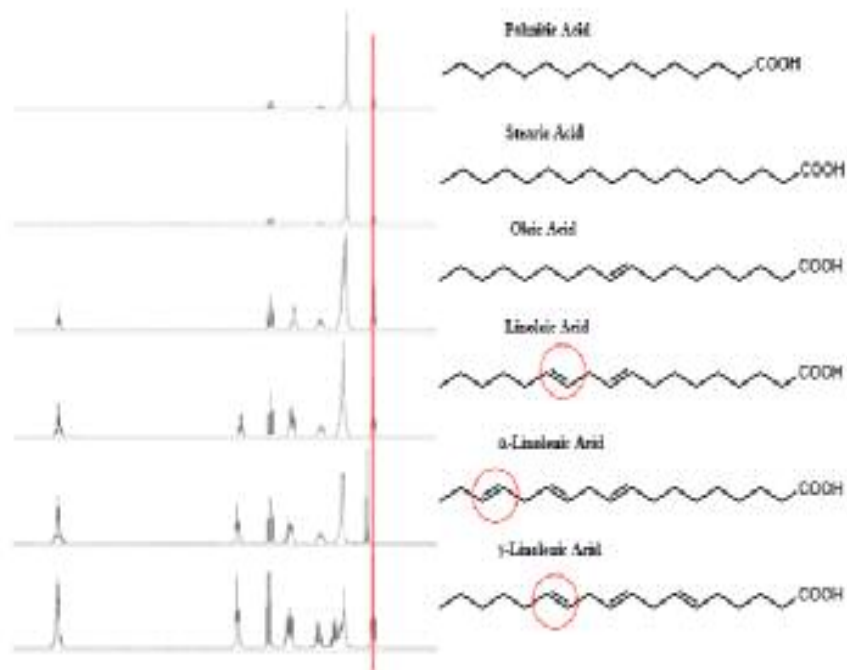 Palmitic Acid
COOH
Stearic Acid
COOH
Oleic Acid
COOH
Linoleic Acid
COOH
α-Linolenic Acid
COOH
γ-Linolenic Acid
COOH